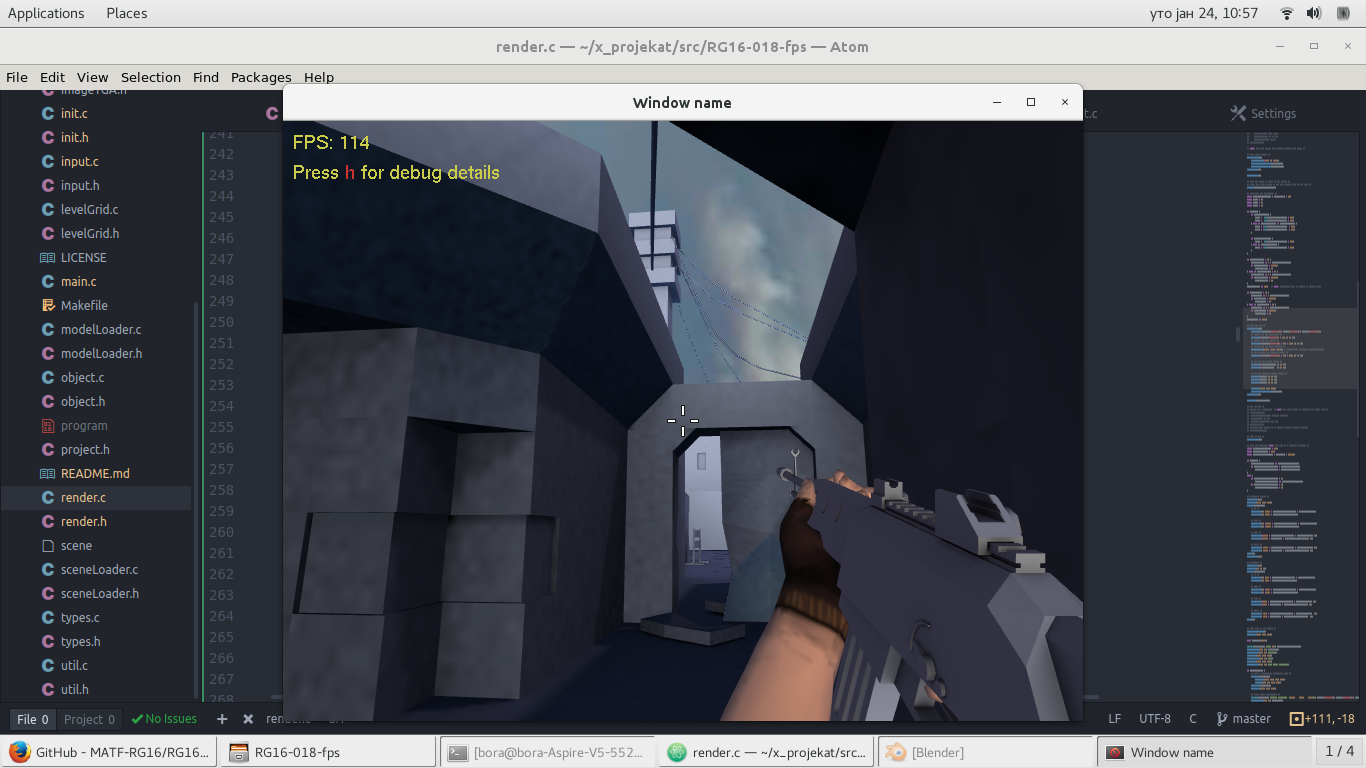 Applications Places
уто јан 24, 10:57
render.c — ~/x_projekat/src/RG16-018-fps — Atom
File Edit View Selection Find Packages Help
imageTGA.h
init.c
init.h
input.c
input.h
levelGrid.c
levelGrid.h
LICENSE
main.c
Makefile
modelLoader.c
modelLoader.h
object.c
object.h
program
project.h
README.md
render.c
render.h
scene
sceneLoader.c
sceneLoader.h
types.c
types.h
util.c
util.h
241
242
243
244
245
246
247
248
249
250
251
252
253
254
255
256
257
258
259
260
261
262
263
264
265
266
267
268
Window name
FPS: 114
Press h for debug details
Settings
File 0 Project 0 No Issues
LF UTF-8 C master +111, -18
GitHub - MATF-RG16/RG16...
RG16-018-fps
[bora@bora-Aspire-V5-552...
render.c — ~/x_projekat/src...
[Blender]
Window name
1 / 4